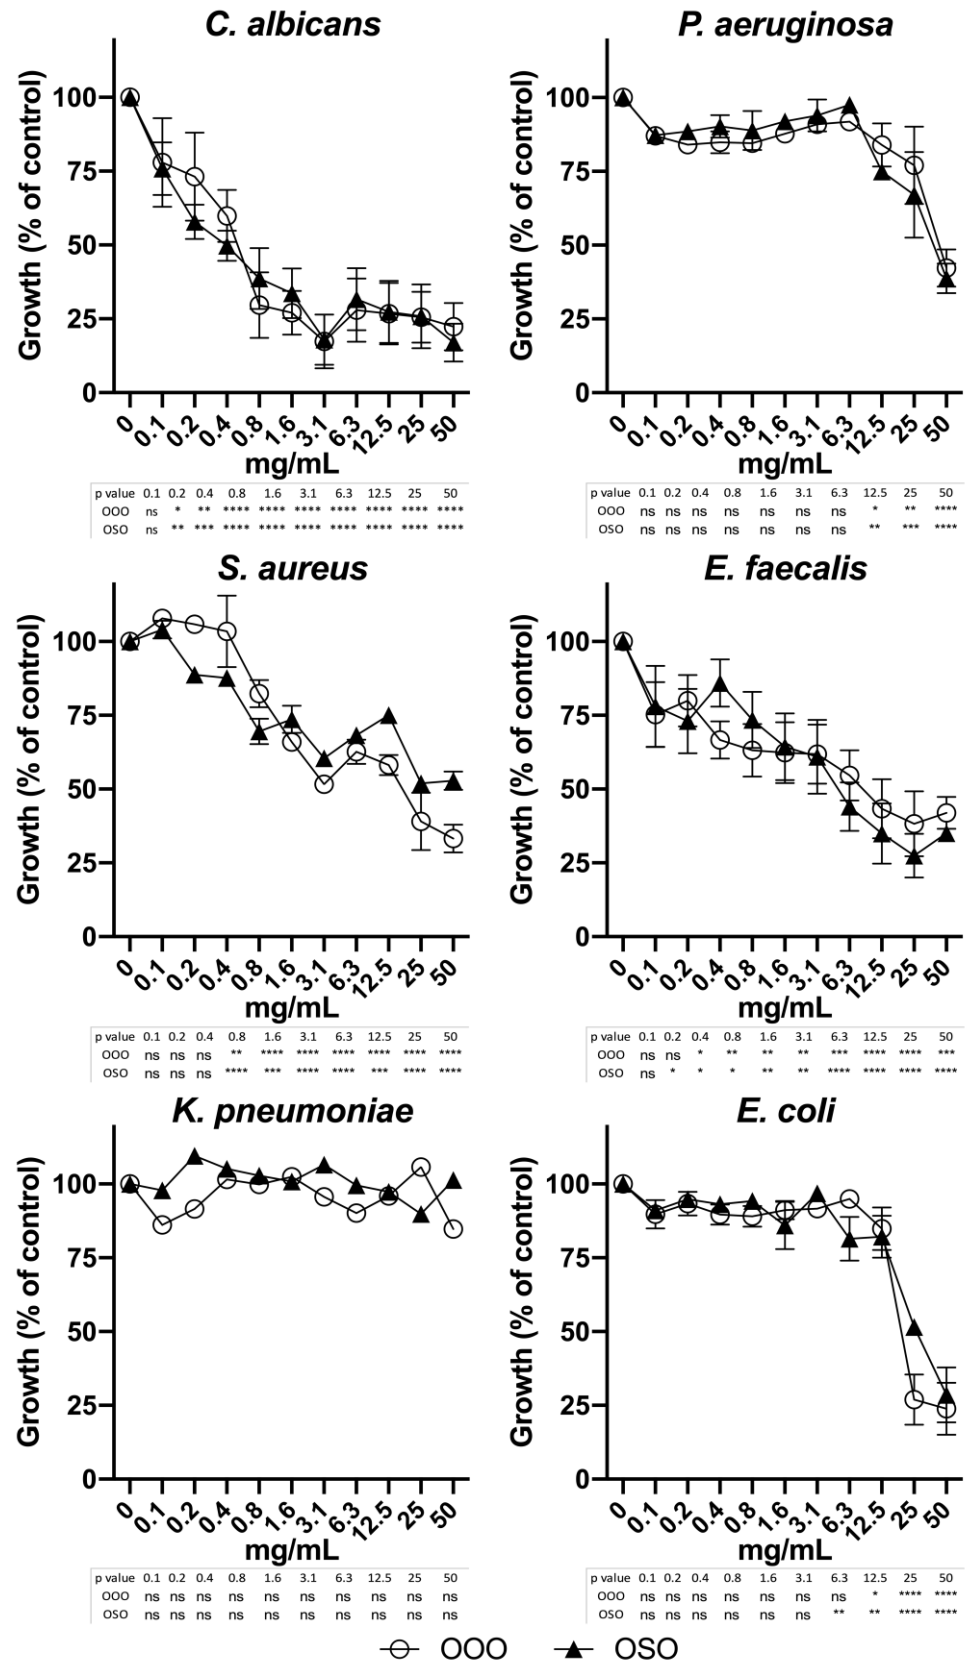 C. albicans
Growth (% of control)
100
75
50
25
0
0 0.1 0.2 0.4 0.8 1.6 3.1 6.3 12.5 25 50
mg/mL
p value 0.1 0.2 0.4 0.8 1.6 3.1 6.3 12.5 25 50
OOO ns * ** **** **** **** **** **** **** ****
OSO ns ** *** **** **** **** **** **** **** ****
P. aeruginosa
Growth (% of control)
100
75
50
25
0
0 0.1 0.2 0.4 0.8 1.6 3.1 6.3 12.5 25 50
mg/mL
p value 0.1 0.2 0.4 0.8 1.6 3.1 6.3 12.5 25 50
OOO ns ns ns ns ns ns ns * ** ****
OSO ns ns ns ns ns ns ns ** *** ****
S. aureus
Growth (% of control)
100
75
50
25
0
0 0.1 0.2 0.4 0.8 1.6 3.1 6.3 12.5 25 50
mg/mL
p value 0.1 0.2 0.4 0.8 1.6 3.1 6.3 12.5 25 50
OOO ns ns ns ** **** **** **** **** **** ****
OSO ns ns ns **** *** **** **** *** **** ****
E. faecalis
Growth (% of control)
100
75
50
25
0
0 0.1 0.2 0.4 0.8 1.6 3.1 6.3 12.5 25 50
mg/mL
p value 0.1 0.2 0.4 0.8 1.6 3.1 6.3 12.5 25 50
OOO ns ns * ** ** ** *** **** **** ***
OSO ns * * * ** ** **** **** **** ****
K. pneumoniae
Growth (% of control)
100
75
50
25
0
0 0.1 0.2 0.4 0.8 1.6 3.1 6.3 12.5 25 50
mg/mL
p value 0.1 0.2 0.4 0.8 1.6 3.1 6.3 12.5 25 50
OOO ns ns ns ns ns ns ns ns ns ns
OSO ns ns ns ns ns ns ns ns ns ns
E. coli
Growth (% of control)
100
75
50
25
0
0 0.1 0.2 0.4 0.8 1.6 3.1 6.3 12.5 25 50
mg/mL
p value 0.1 0.2 0.4 0.8 1.6 3.1 6.3 12.5 25 50
OOO ns ns ns ns ns ns ns * **** ****
OSO ns ns ns ns ns ns ** ** **** ****
OOO OSO